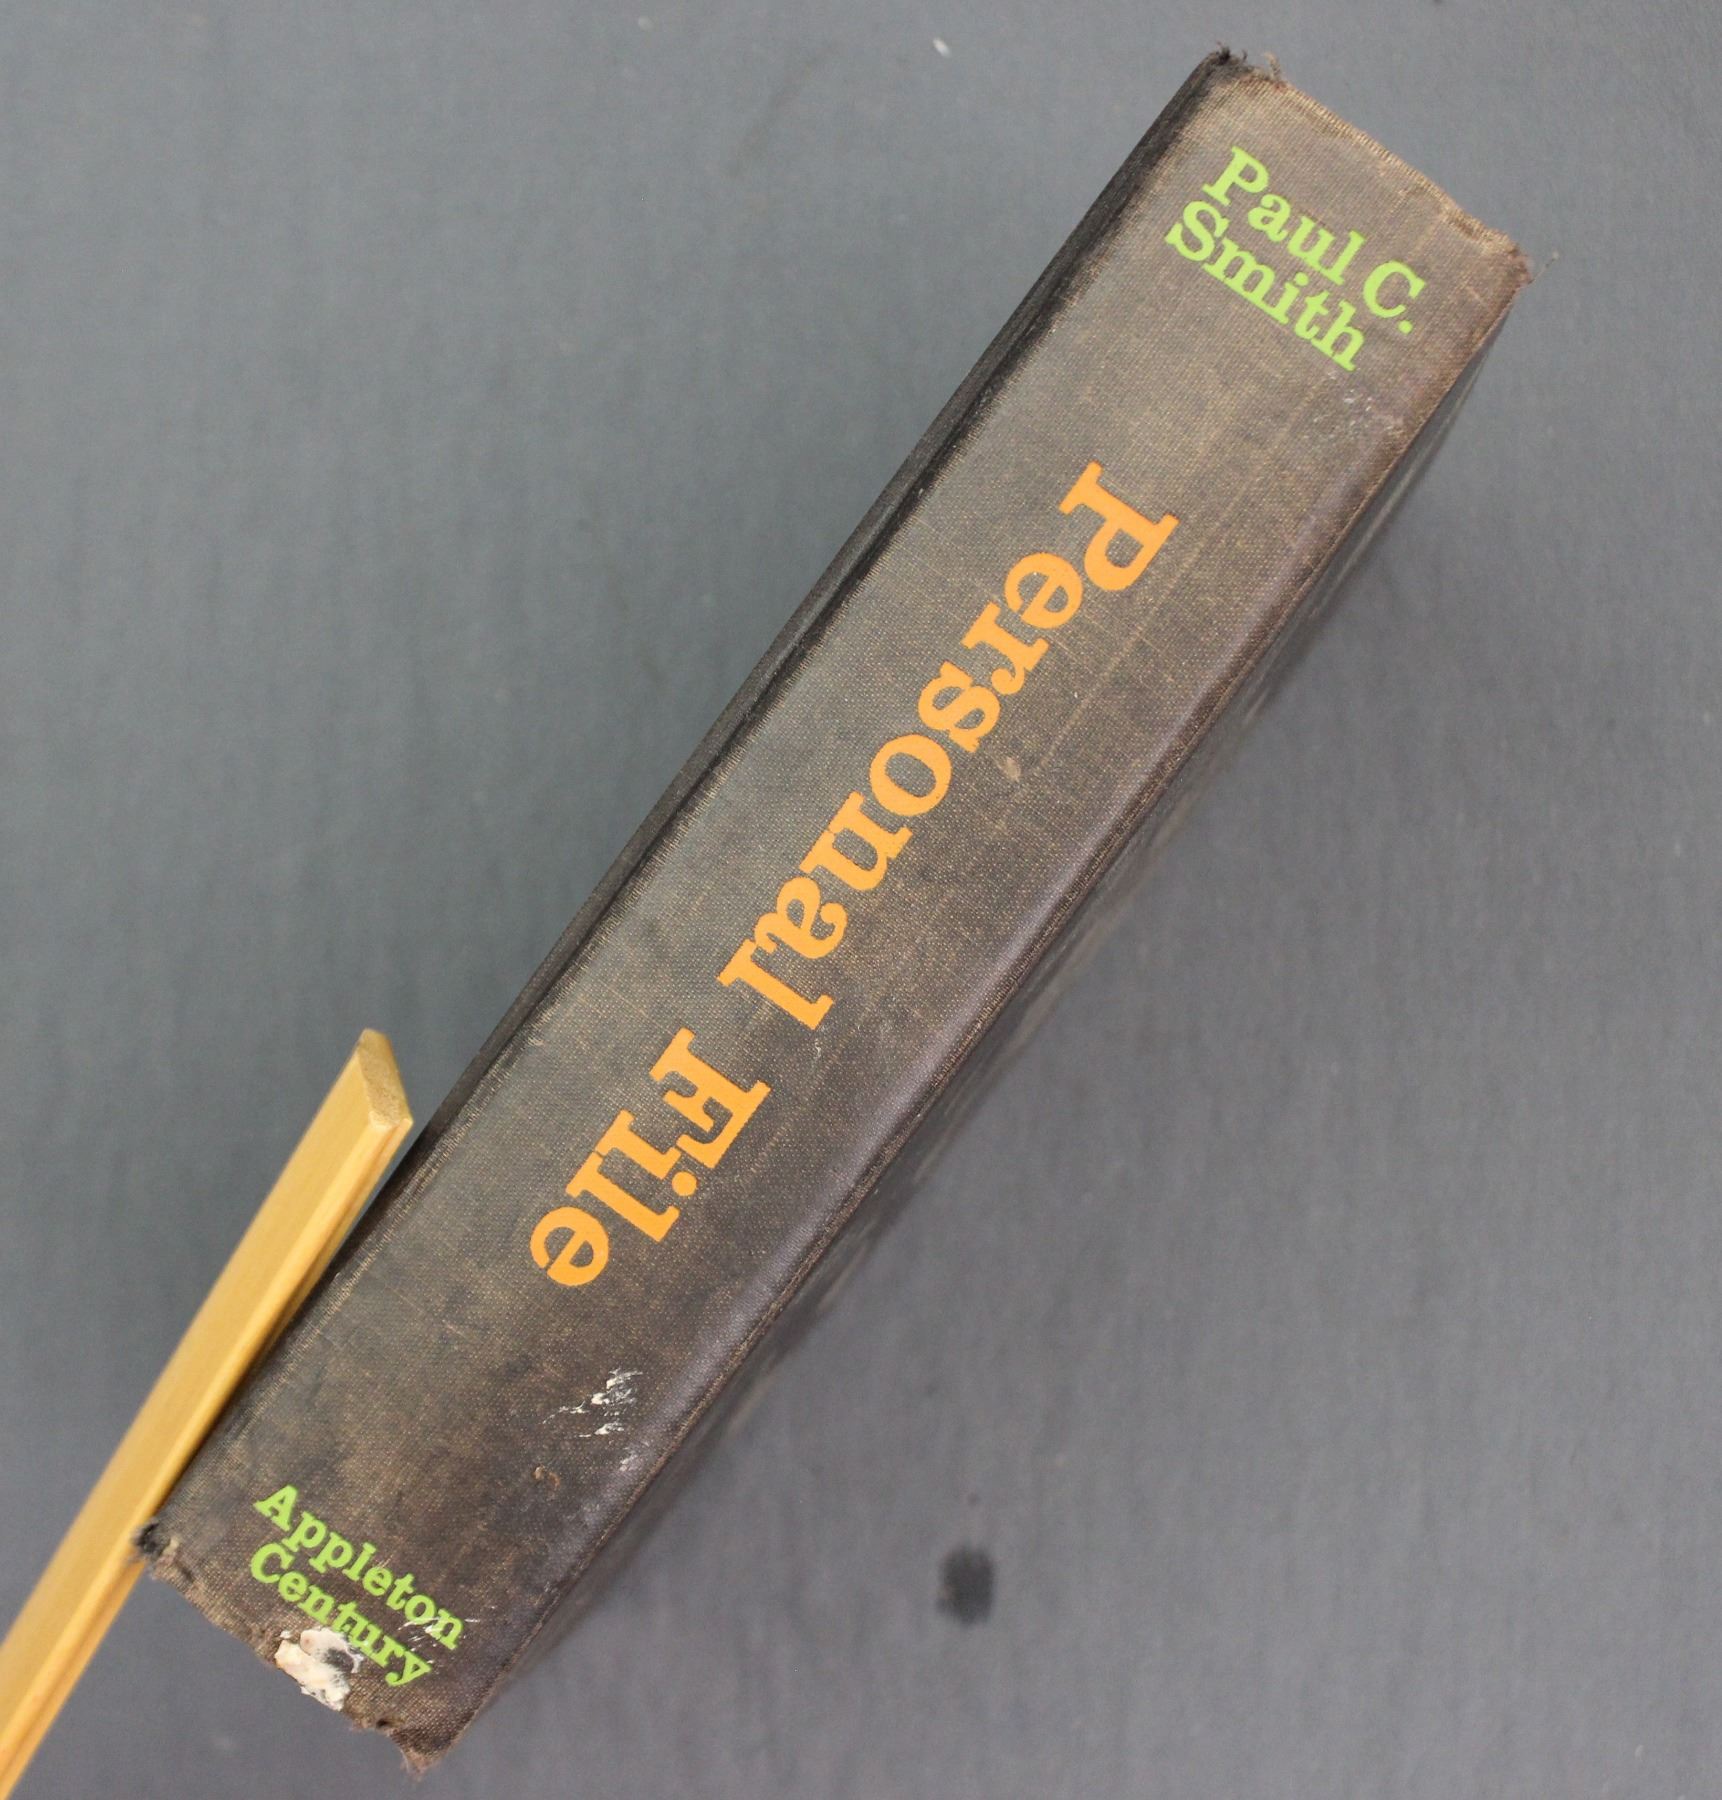 Paul C.
Smith
Personal File
Appleton
Century